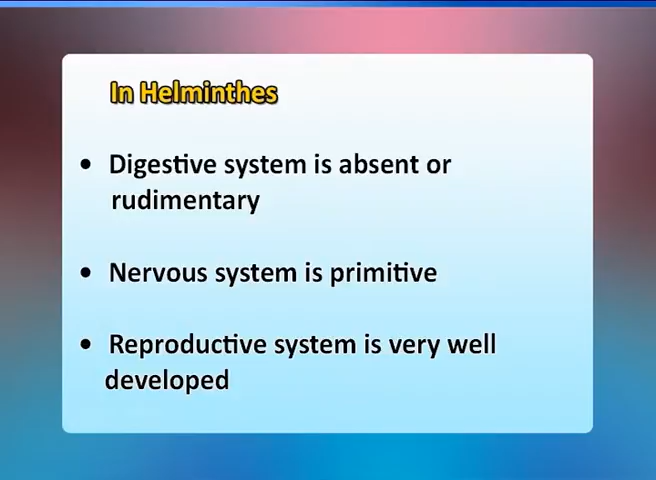 In Helminthes
• Digestive system is absent or
rudimentary
• Nervous system is primitive
• Reproductive system is very well
developed